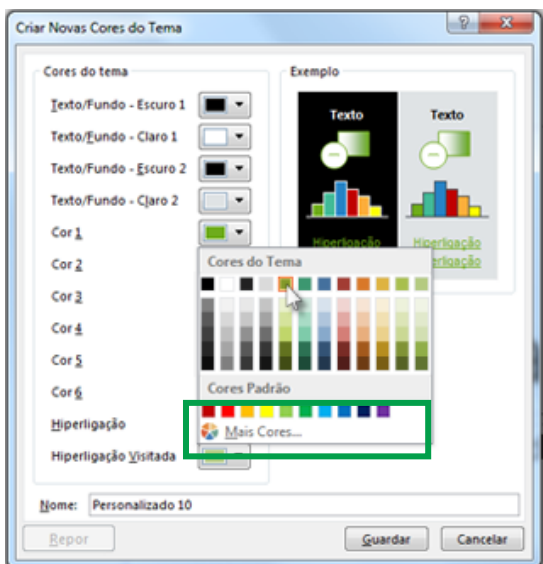 Criar Novas Cores do Tema
Cores do tema
Exemplo
Texto/Fundo - Escuro 1
Texto/Fundo - Claro 1
Texto/Fundo - Escuro 2
Texto/Fundo - Claro 2
Cor 1
Cor 2
Cor 3
Cor 4
Cor 5
Cor 6
Hiperligação
Hiperligação Visitada
Texto
Texto
Hiperligação
Hiperligação
erligação
Cores do Tema
Cores Padrão
Mais Cores...
Nome: Personalizado 10
Repor
Guardar
Cancelar